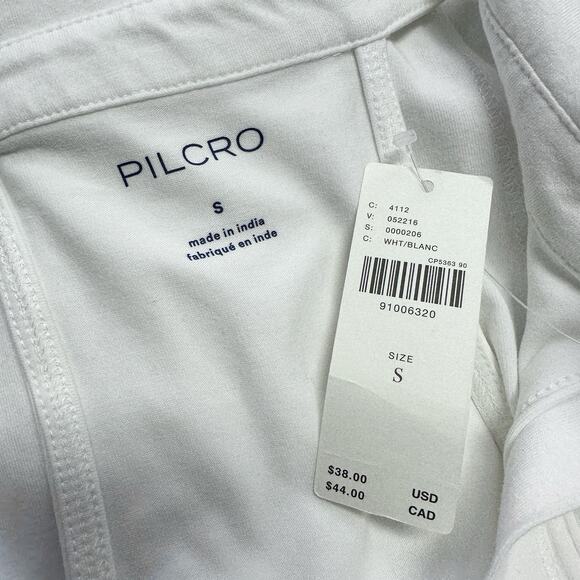 PILCRO
S
made in india
fabriqué en inde
C: 4112
V: 052216
S: 0000206
C: WHT/BLANC
CP5363 90
91006320
SIZE
S
$38.00 USD
$44.00 CAD